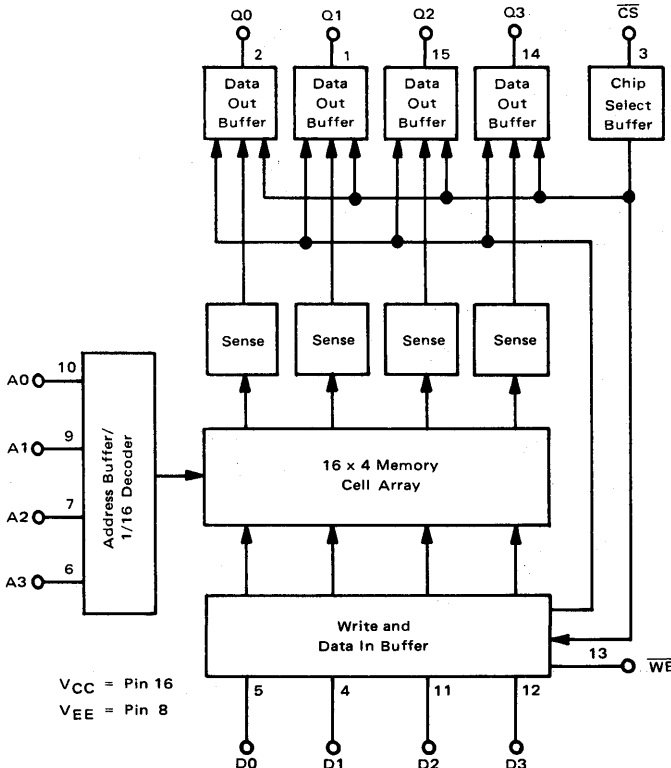 Q0 Q1 Q2 Q3 CS
2 1 15 14 3
Data
Out
Buffer
Data
Out
Buffer
Data
Out
Buffer
Data
Out
Buffer
Chip
Select
Buffer
Sense
Sense
Sense
Sense
A0 10
A1 9
A2 7
A3 6
Address Buffer/
1/16 Decoder
16 x 4 Memory
Cell Array
Write and
Data In Buffer
13 WE
VCC = Pin 16
VEE = Pin 8
5 4 11 12
D0 D1 D2 D3